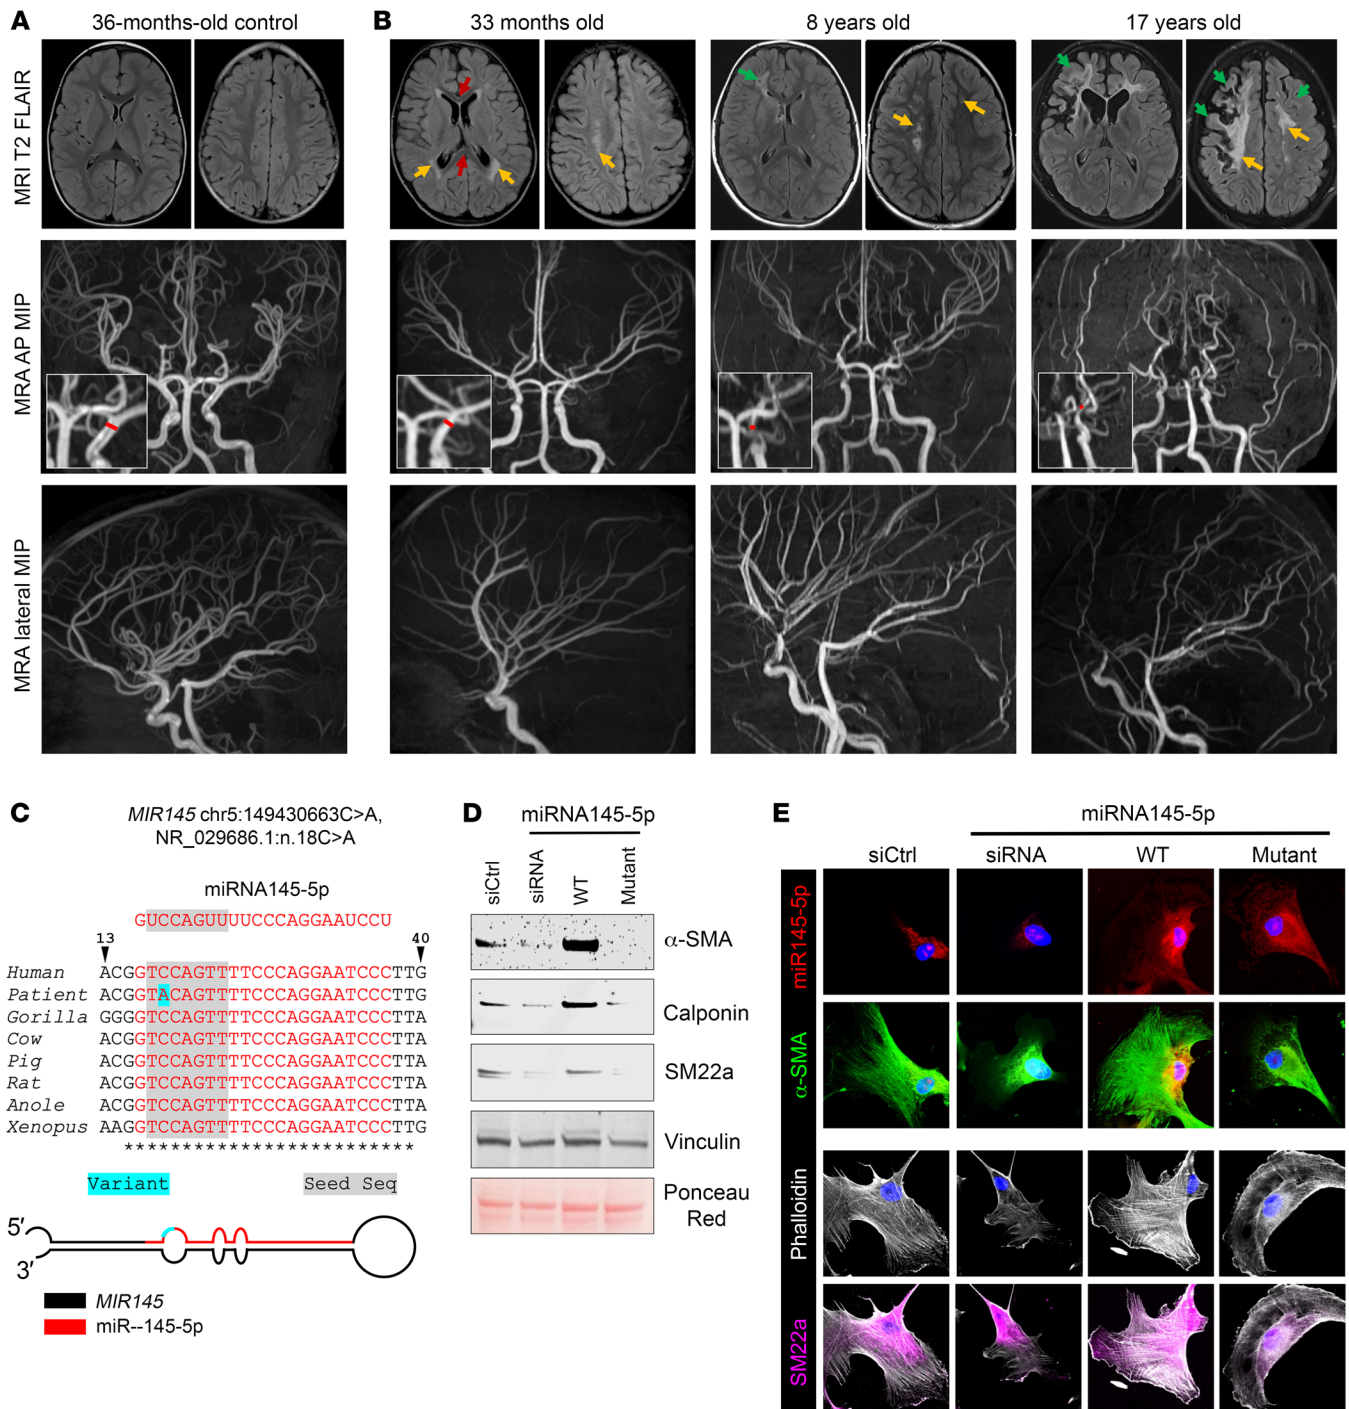 A
36-months-old control
B
33 months old
8 years old
17 years old
MRI T2 FLAIR
MRA AP MIP
MRA lateral MIP
C
MIR145 chr5:149430663C>A,
NR_029686.1:n.18C>A
miRNA145-5p
GUCCAGUUUUCCCAGGAAUCCU
13 40
Human ACGGTCCAGTTTTCCCAGGAATCCCTTG
Patient ACGGTACAGTTTTCCCAGGAATCCCTTG
Gorilla GGGGTCCAGTTTTCCCAGGAATCCCTTA
Cow ACGGTCCAGTTTTCCCAGGAATCCCTTA
Pig ACGGTCCAGTTTTCCCAGGAATCCCTTA
Rat ACGGTCCAGTTTTCCCAGGAATCCCTTA
Anole ACGGTCCAGTTTTCCCAGGAATCCCTTA
Xenopus AAGGTCCAGTTTTCCCAGGAATCCCTTG
*************************
Variant
Seed Seq
5′
3′
MIR145
miR--145-5p
D
miRNA145-5p
siCtrl
siRNA
WT
Mutant
α-SMA
Calponin
SM22a
Vinculin
Ponceau
Red
E
miRNA145-5p
siCtrl
siRNA
WT
Mutant
miR145-5p
α-SMA
Phalloidin
SM22a